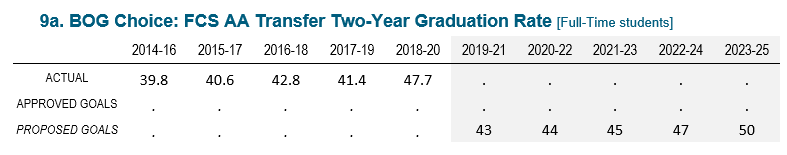 9a. BOG Choice: FCS AA Transfer Two-Year Graduation Rate [Full-Time students]
2014-16 2015-17 2016-18 2017-19 2018-20 2019-21 2020-22 2021-23 2022-24 2023-25
ACTUAL 39.8 40.6 42.8 41.4 47.7 . . . . .
APPROVED GOALS . . . . . . . . . .
PROPOSED GOALS . . . . . 43 44 45 47 50